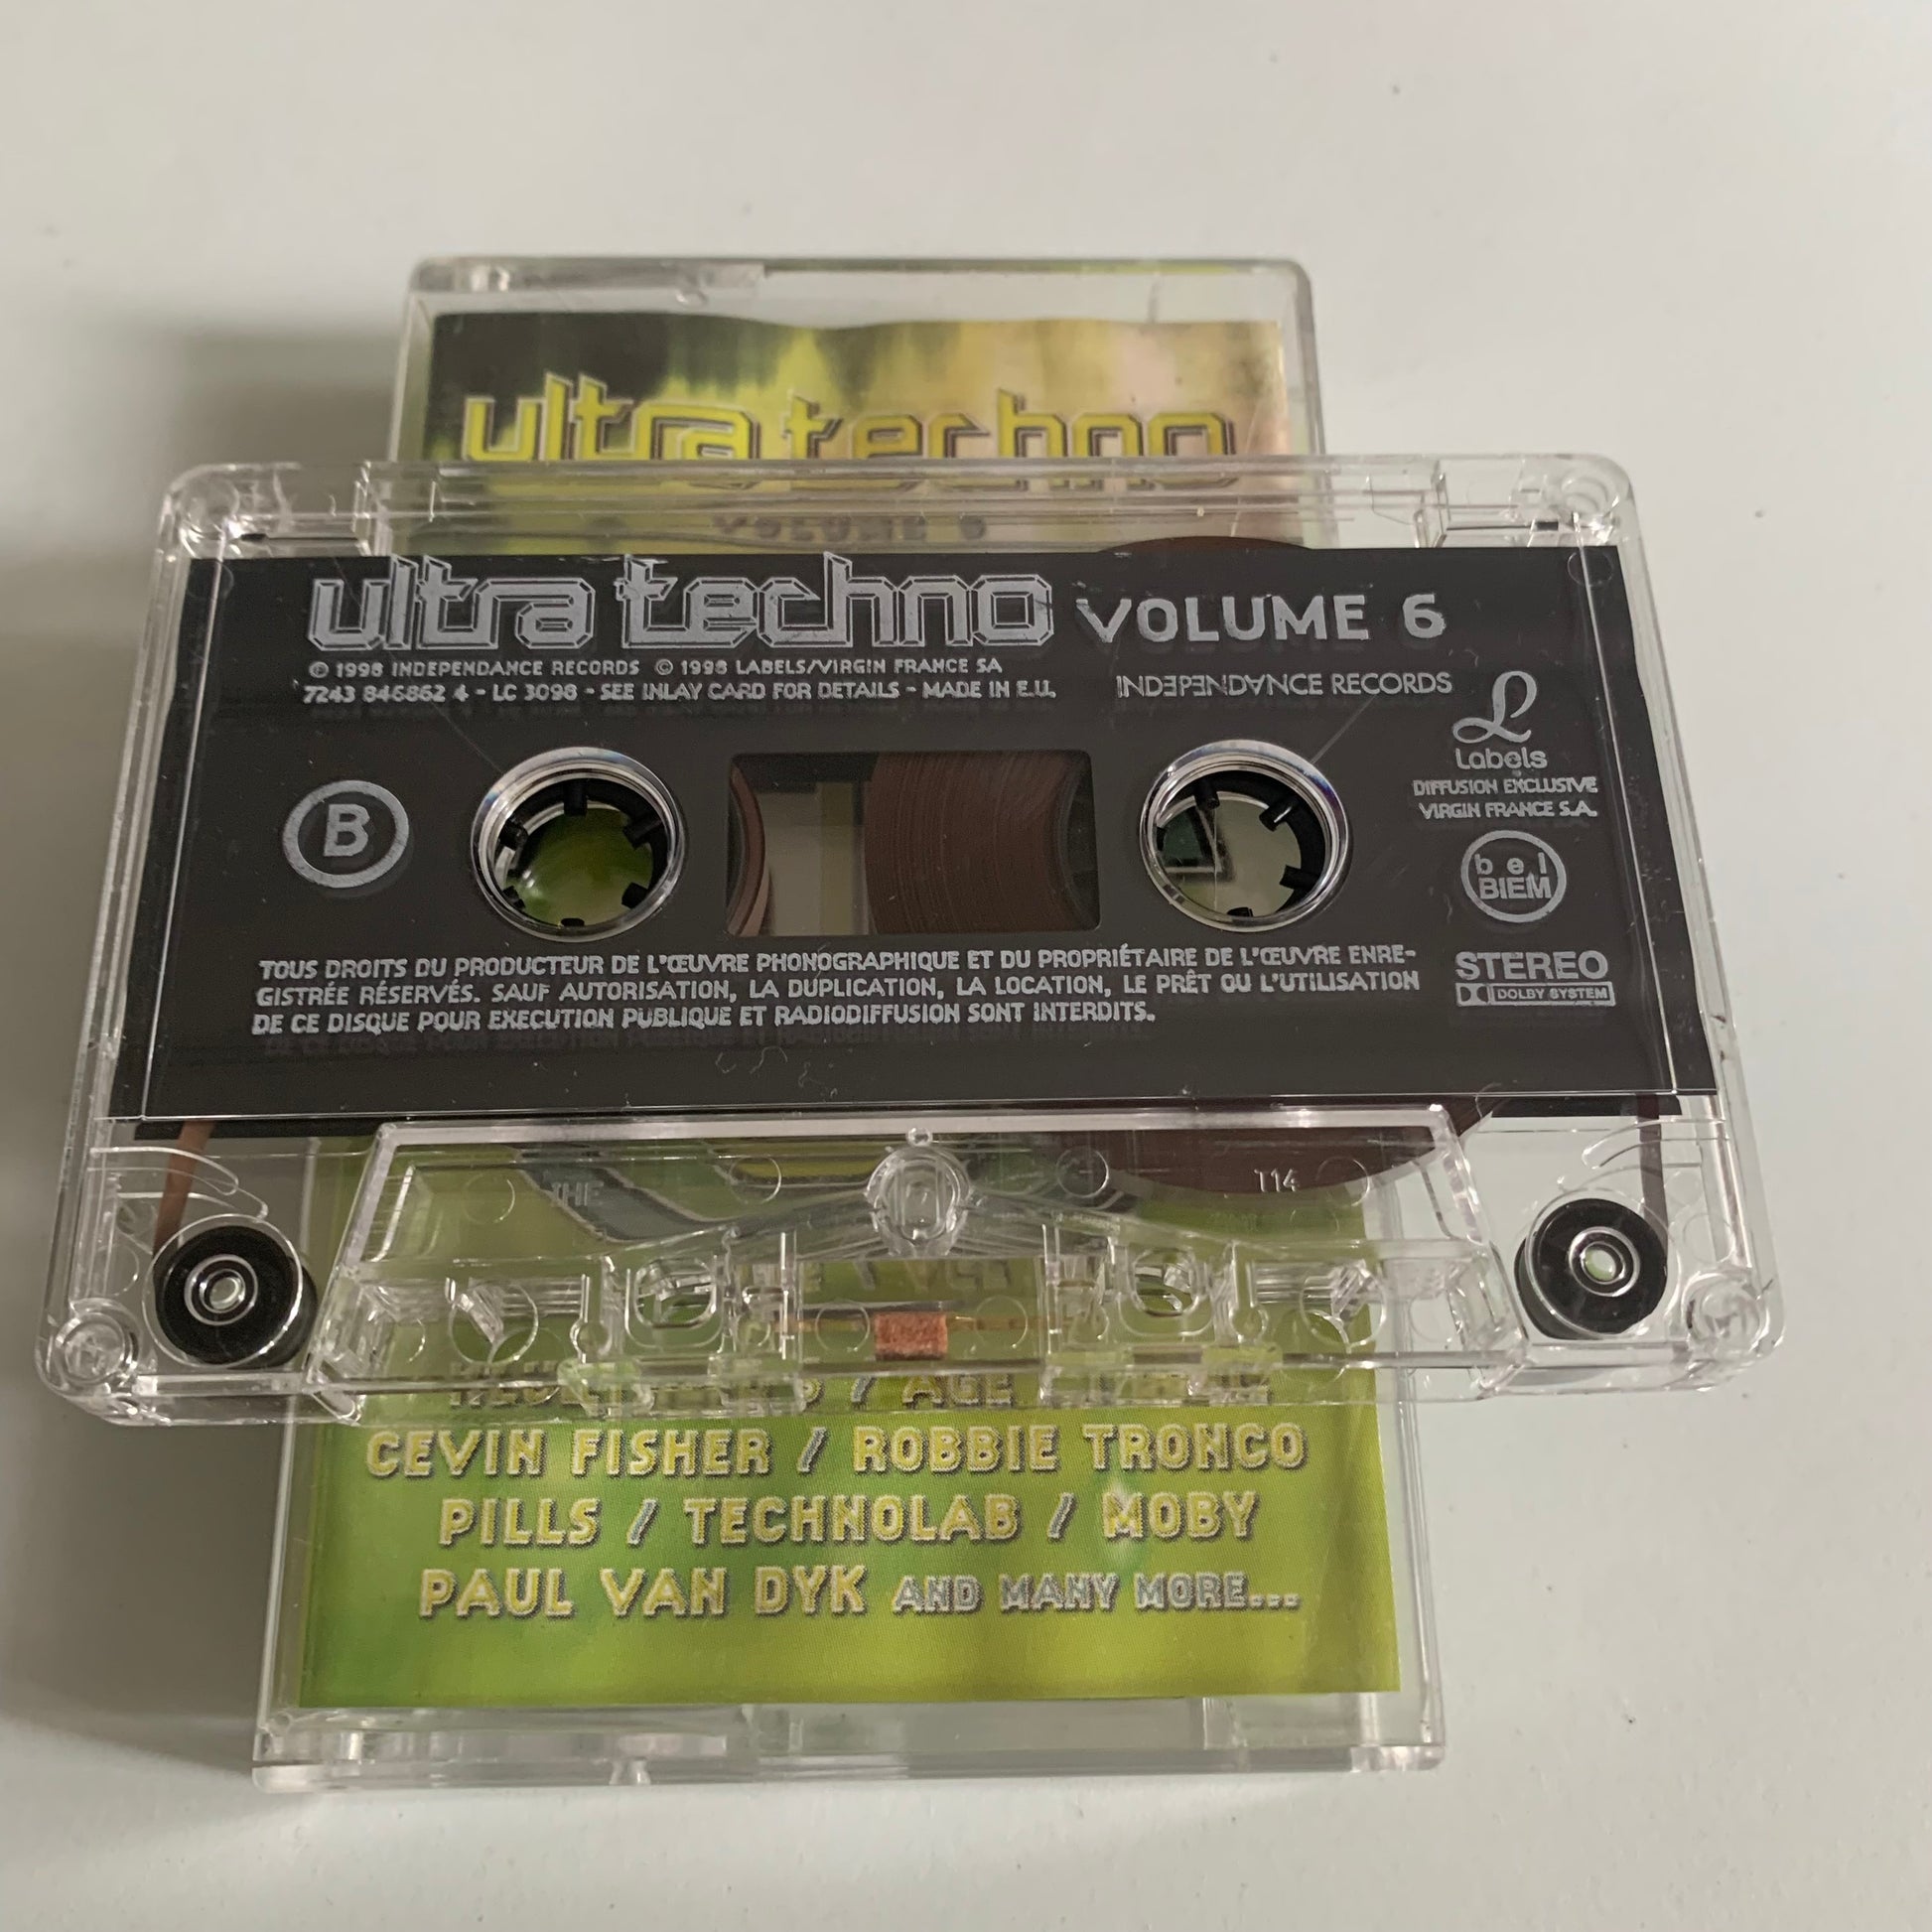 ultra techno
VOLUME 6
ultra techno VOLUME 6
© 1998 INDEPENDANCE RECORDS © 1998 LABELS/VIRGIN FRANCE SA
7243 846862 4 - LC 3098 - SEE INLAY CARD FOR DETAILS - MADE IN E.U.
INDEPENDANCE RECORDS
L
Labels
DIFFUSION EXCLUSIVE
VIRGIN FRANCE S.A.
B
bel
BIEM
TOUS DROITS DU PRODUCTEUR DE L'ŒUVRE PHONOGRAPHIQUE ET DU PROPRIÉTAIRE DE L'ŒUVRE ENRE-
GISTRÉE RÉSERVÉS. SAUF AUTORISATION, LA DUPLICATION, LA LOCATION, LE PRÊT OU L'UTILISATION
DE CE DISQUE POUR EXECUTION PUBLIQUE ET RADIODIFFUSION SONT INTERDITS.
STEREO
DOLBY SYSTEM
THE
T14
/ AGE
CEVIN FISHER / ROBBIE TRONCO
PILLS / TECHNOLAB / MOBY
PAUL VAN DYK AND MANY MORE...